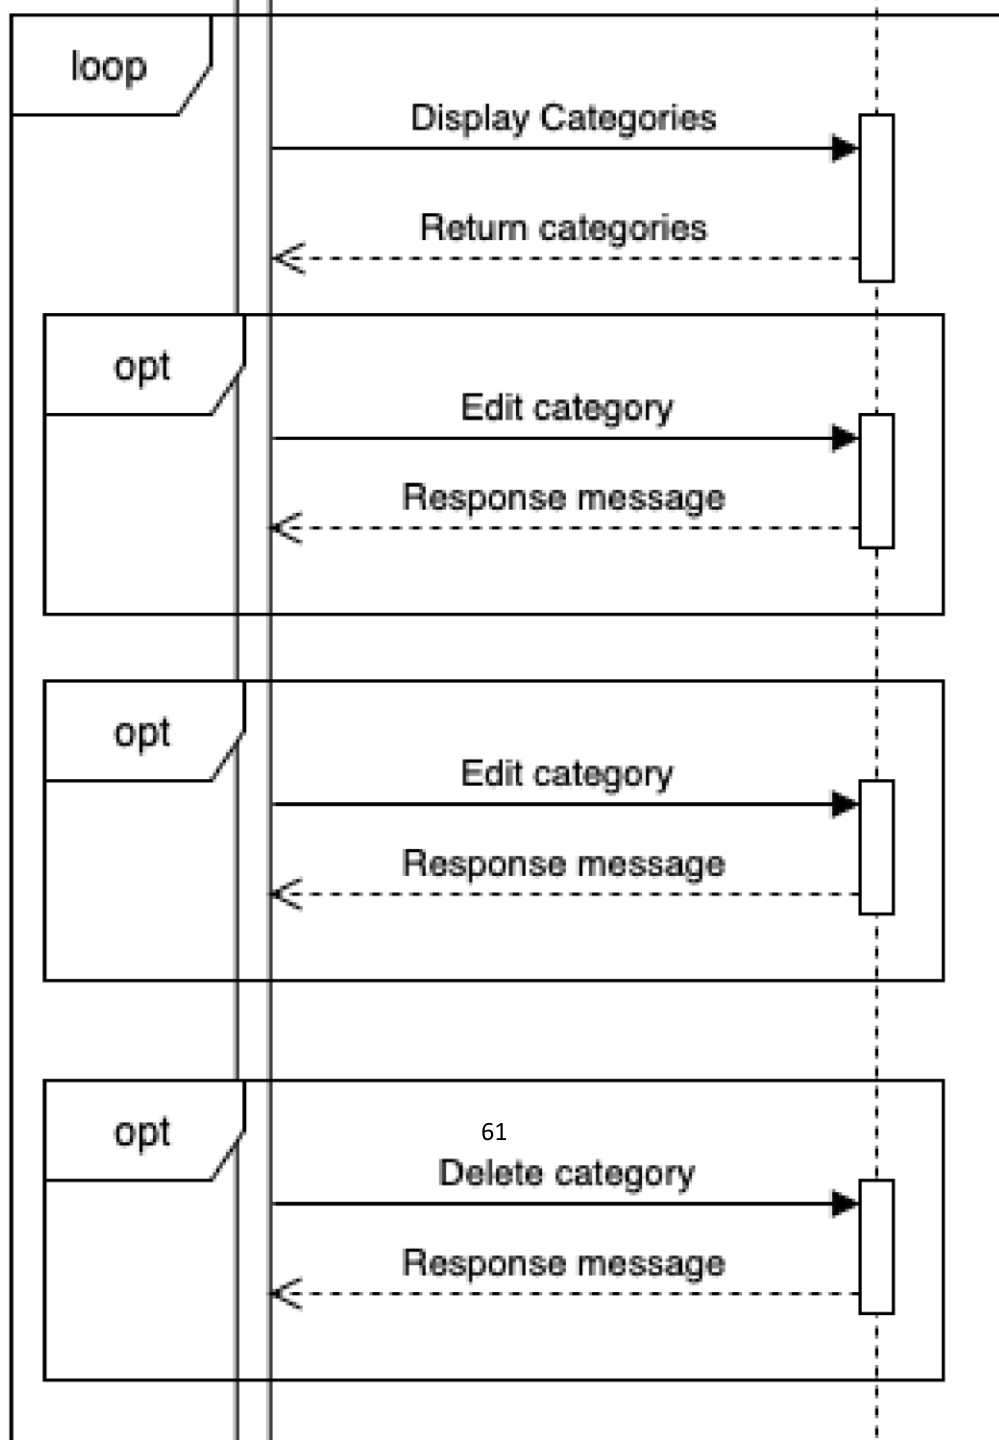 loop
Display Categories
Return categories
opt
Edit category
Response message
opt
Edit category
Response message
opt
61
Delete category
Response message